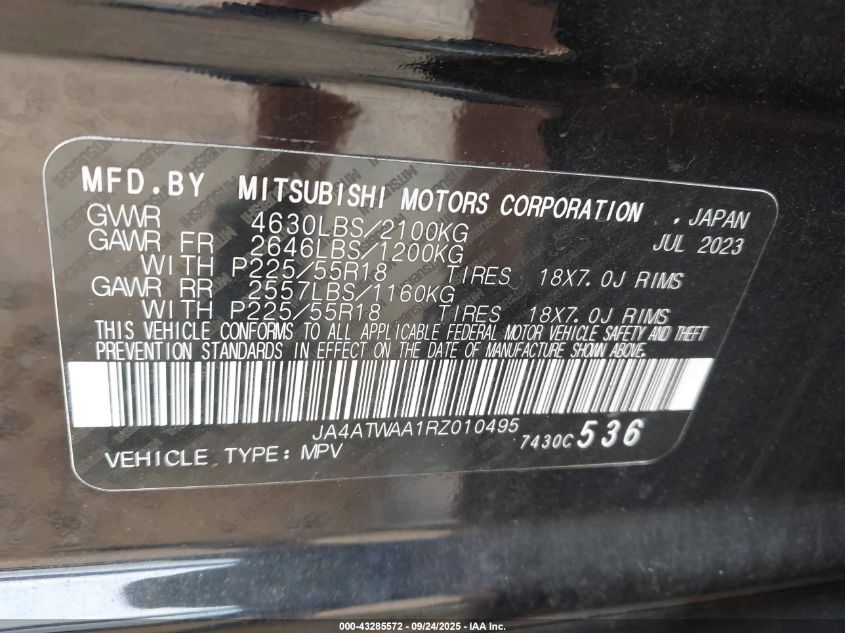 MFD.BY MITSUBISHI MOTORS CORPORATION , JAPAN
GVWR 4630LBS/2100KG JUL 2023
GAWR FR 2646LBS/1200KG
WITH P225/55R18 TIRES 18X7.0J RIMS
GAWR RR 2557LBS/1160KG
WITH P225/55R18 TIRES 18X7.0J RIMS
THIS VEHICLE CONFORMS TO ALL APPLICABLE FEDERAL MOTOR VEHICLE SAFETY AND THEFT
PREVENTION STANDARDS IN EFFECT ON THE DATE OF MANUFACTURE SHOWN ABOVE.
JA4ATWAA1RZ010495 7430C536
VEHICLE TYPE: MPV
000-43285572 - 09/24/2025 - IAA Inc.